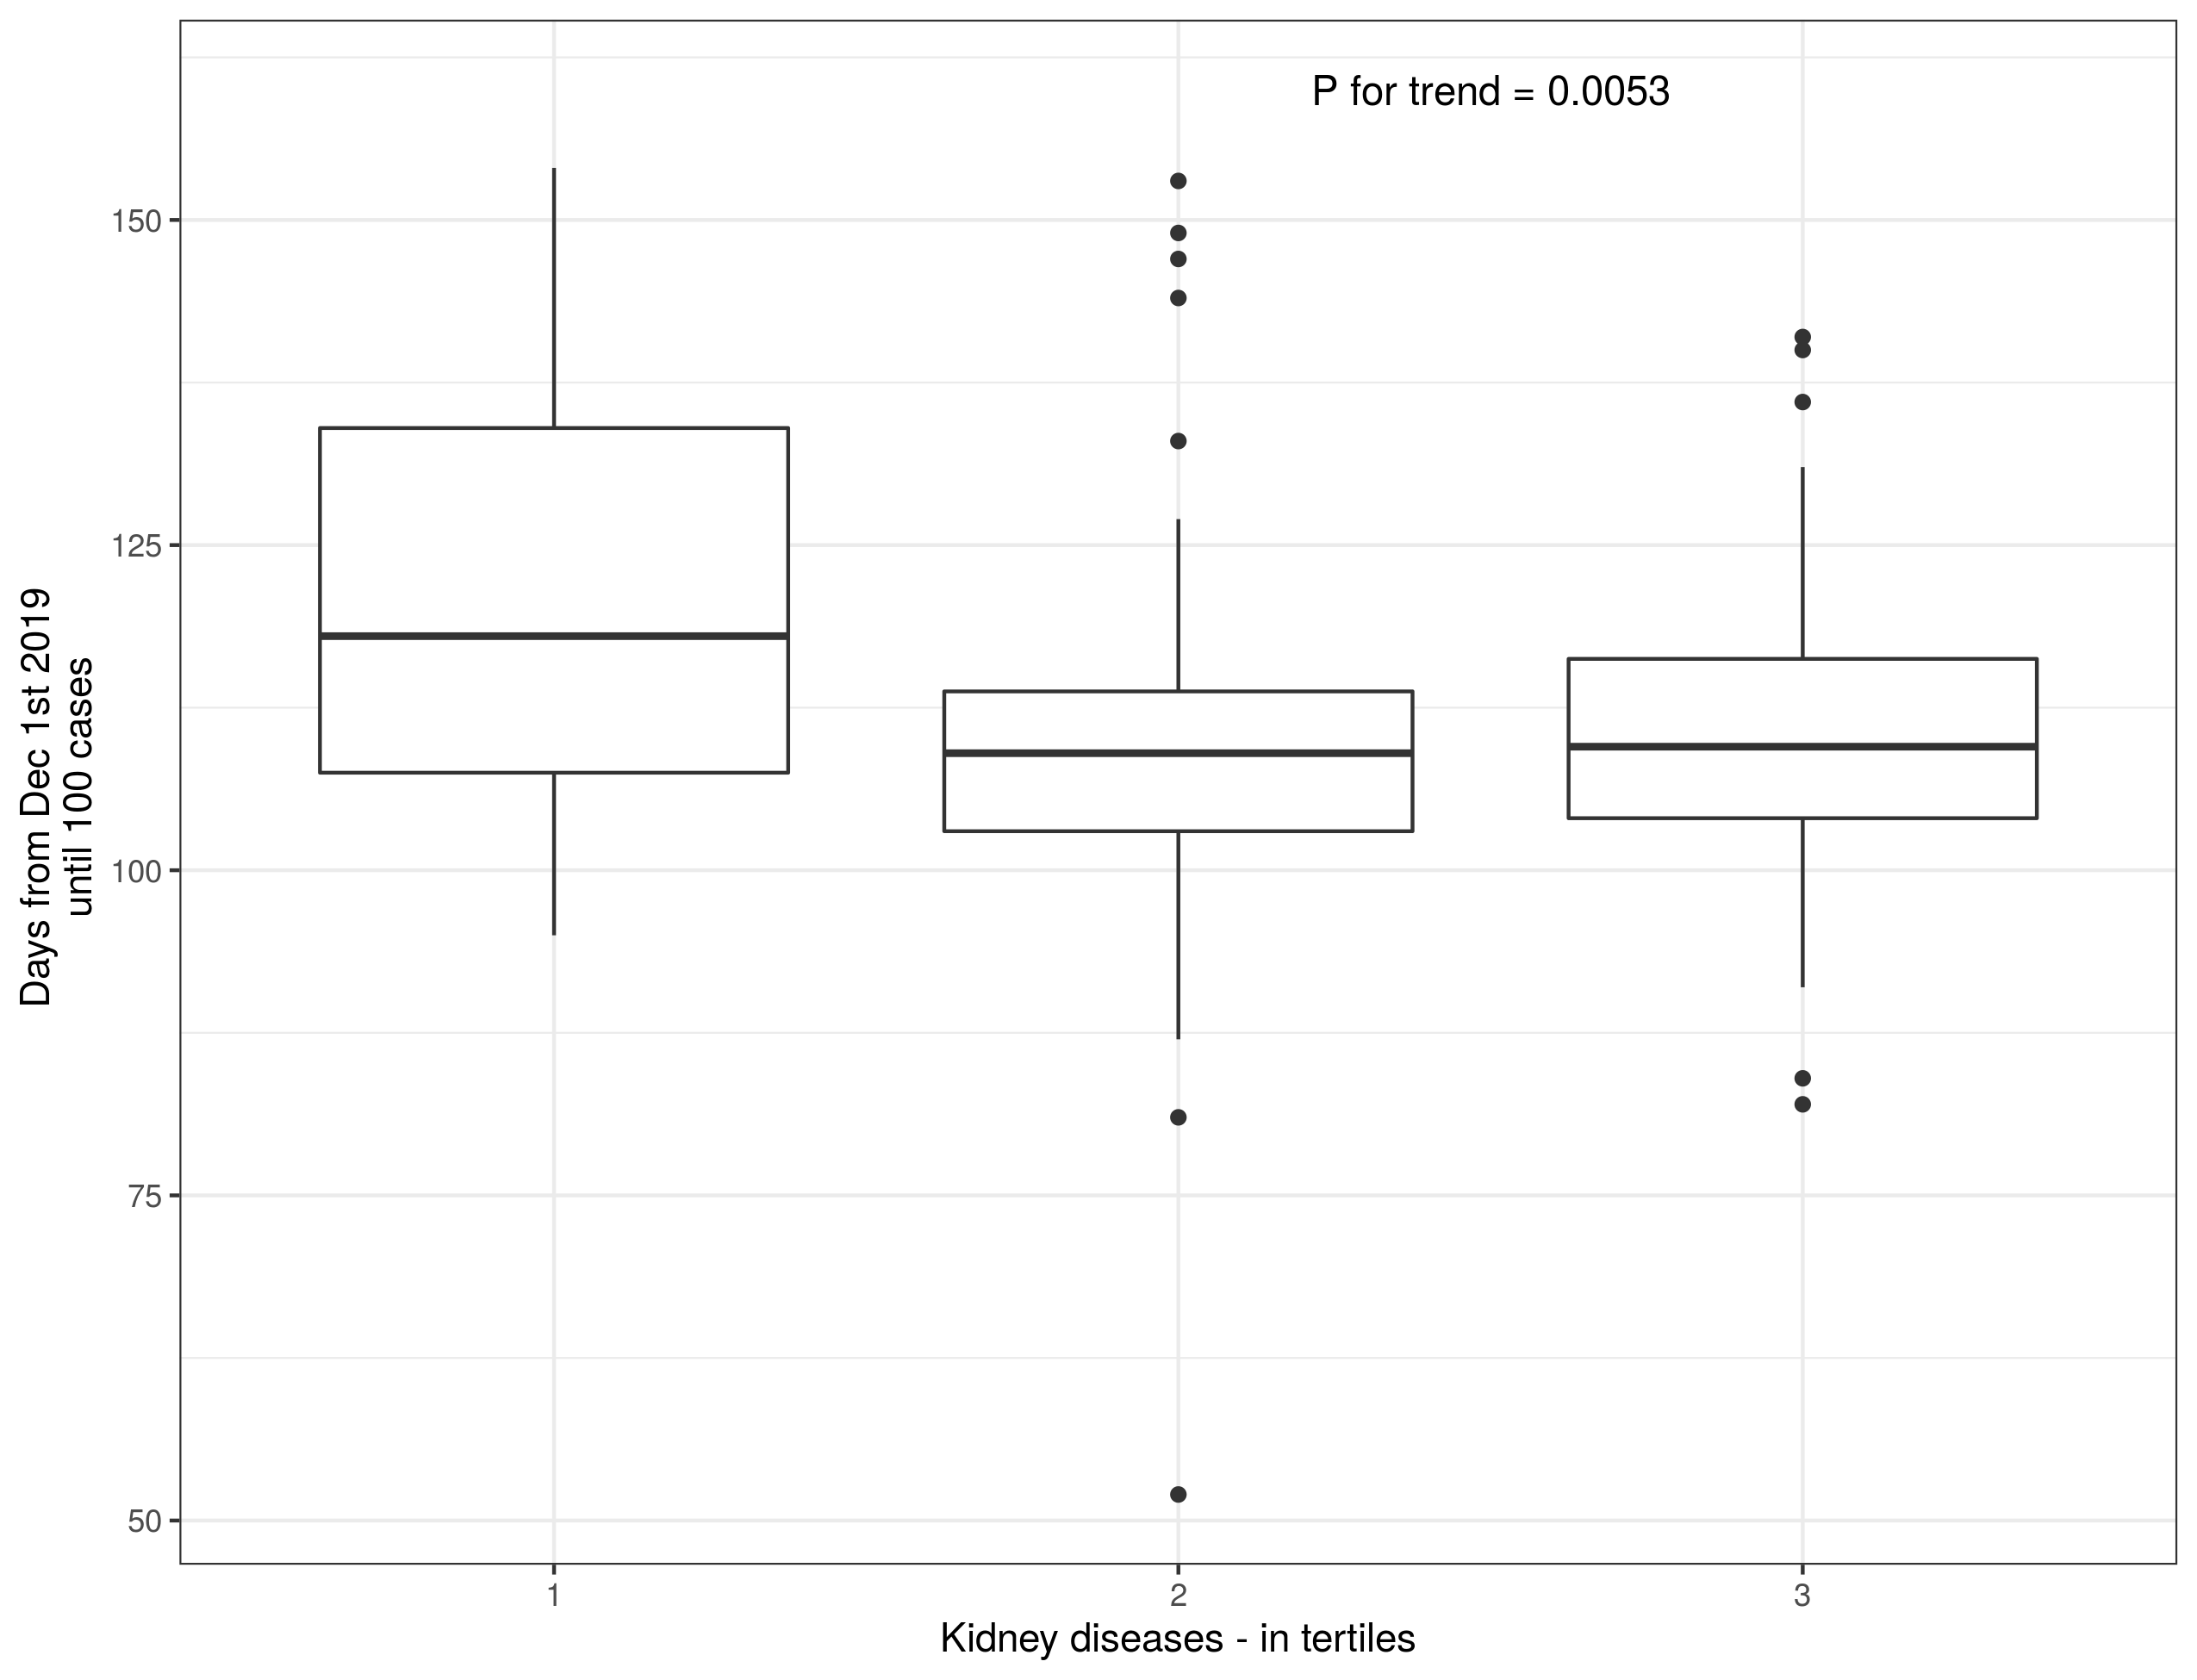 P for trend = 0.0053
150
125
100
75
50
Days from Dec 1st 2019
until 100 cases
1
2
3
Kidney diseases - in tertiles